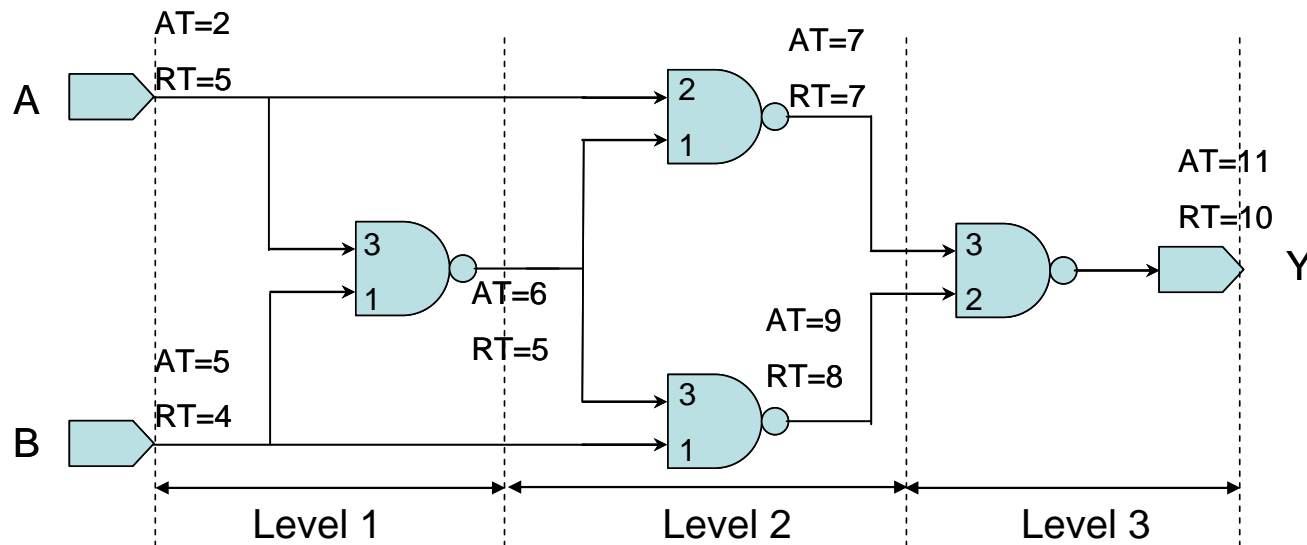 AT=2
RT=5
A
2
1
AT=7
RT=7
3
1
AT=6
RT=5
AT=5
RT=4
B
3
1
AT=9
RT=8
3
2
AT=11
RT=10
Y
Level 1
Level 2
Level 3